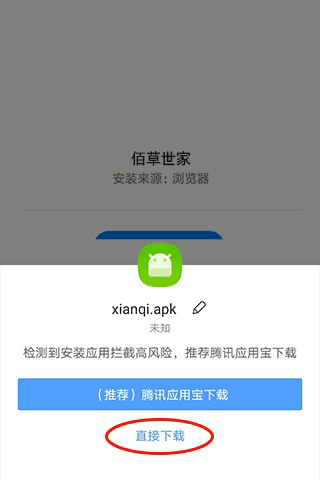 佰草世家
安装来源：浏览器
xianqi.apk
未知
检测到安装应用拦截高风险，推荐腾讯应用宝下载
（推荐）腾讯应用宝下载
直接下载